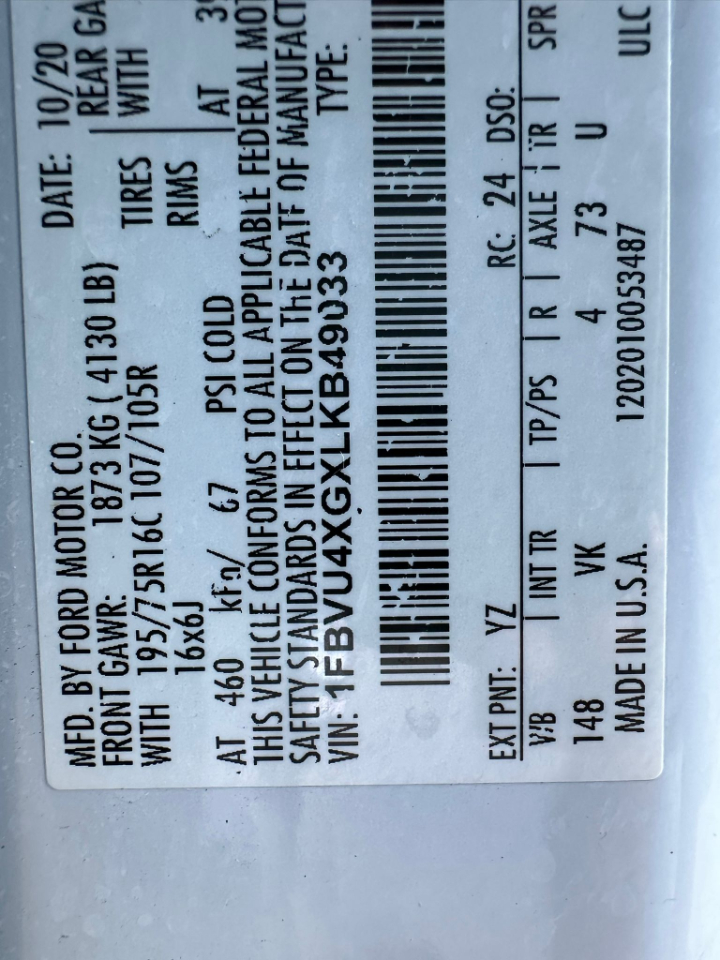 MFD. BY FORD MOTOR CO. DATE: 10/20
FRONT GAWR: 1873 KG ( 4130 LB) REAR GA
WITH 195/75R16C 107/105R TIRES WITH
16x6J RIMS
AT 460 kPa/ 67 PSI COLD AT 39
THIS VEHICLE CONFORMS TO ALL APPLICABLE FEDERAL MOT
SAFETY STANDARDS IN EFFECT ON THE DATE OF MANUFACT
VIN: 1FBVU4XGXLKB49033 TYPE:
EXT PNT: YZ RC: 24 DSO:
WB | INT TR | TP/PS | R | AXLE | TR | SPR
148 VK 4 73 U
MADE IN U.S.A. 1202010053487 ULC